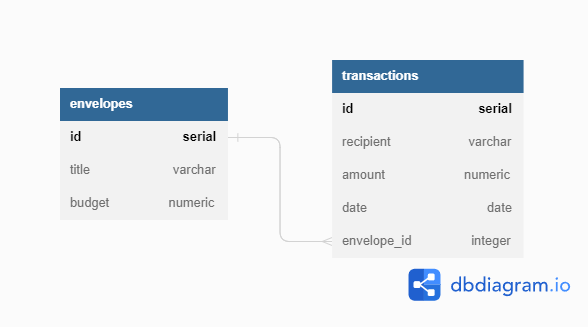 envelopes
id serial
title varchar
budget numeric
transactions
id serial
recipient varchar
amount numeric
date date
envelope_id integer
dbdiagram.io